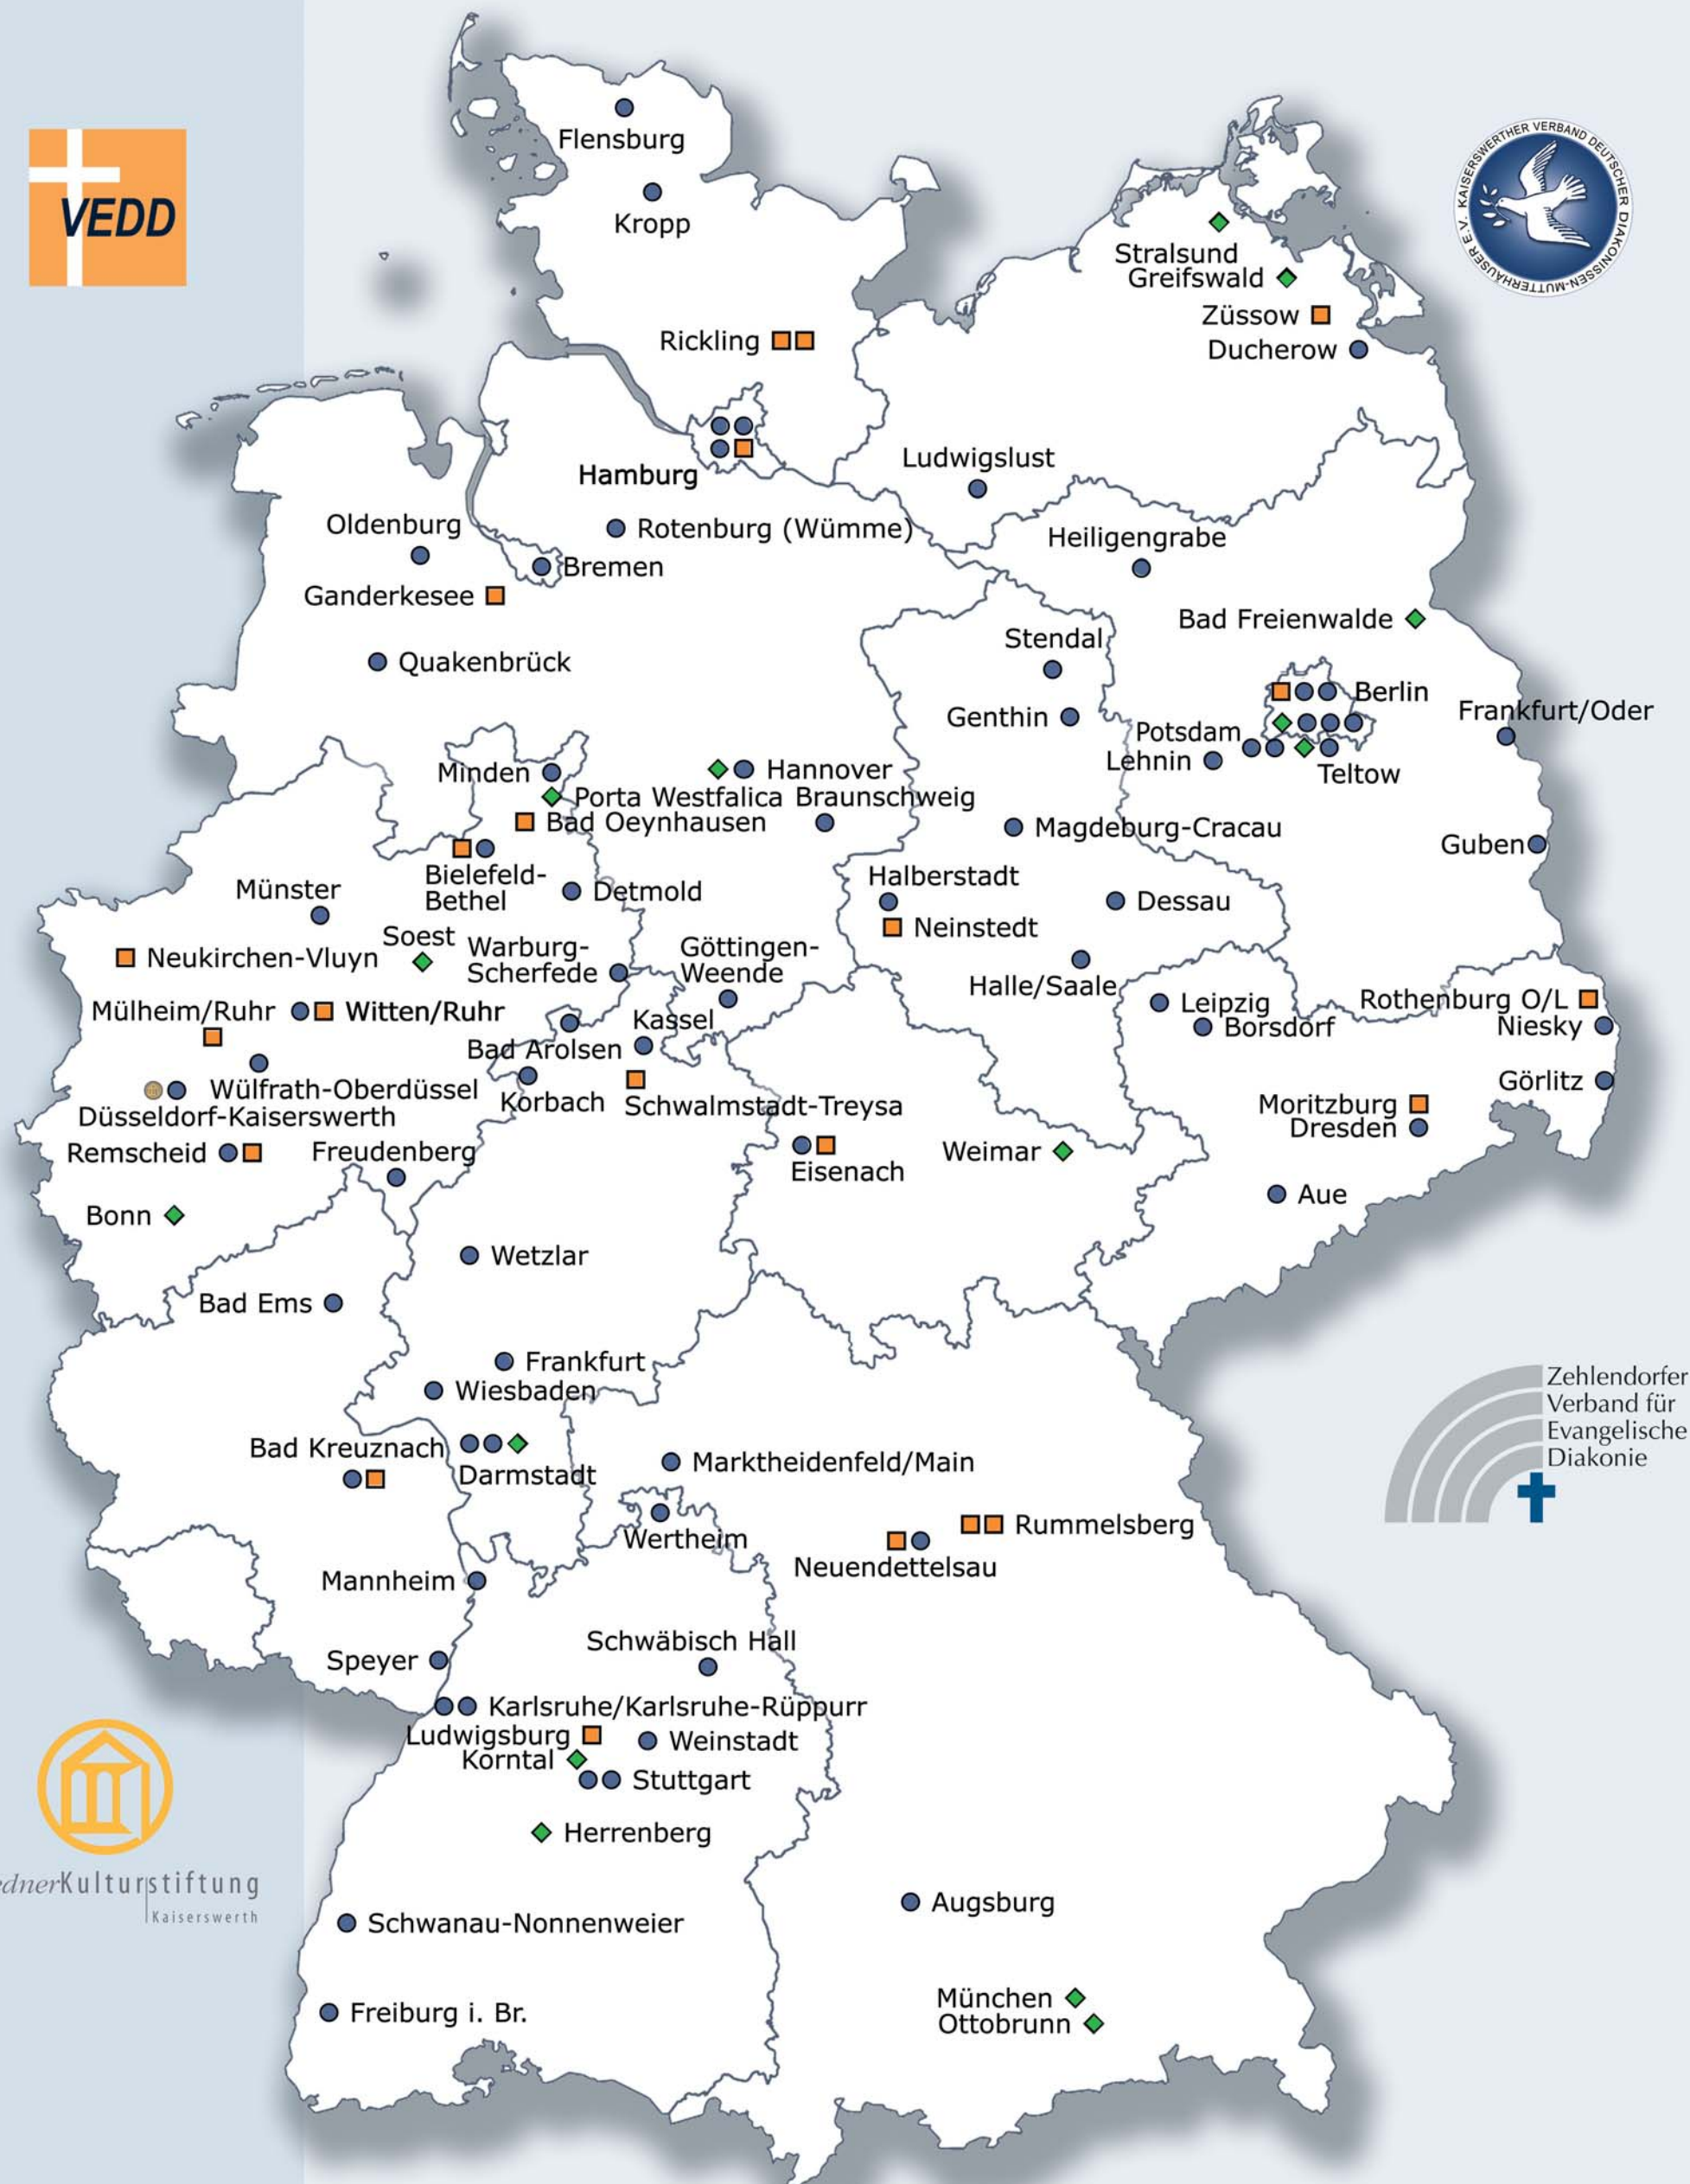 VEDD
KAISERSWERTHER VERBAND DEUTSCHER DIAKONISSEN-MUTTERHÄUSER E.V.
Flensburg
Kropp
Stralsund
Greifswald
Züssow
Ducherow
Rickling
Hamburg
Ludwigslust
Oldenburg
Rotenburg (Wümme)
Heiligengrabe
Bremen
Ganderkesee
Bad Freienwalde
Stendal
Quakenbrück
Berlin
Frankfurt/Oder
Genthin
Potsdam
Lehnin
Teltow
Minden
Hannover
Porta Westfalica
Braunschweig
Bad Oeynhausen
Magdeburg-Cracau
Guben
Bielefeld-
Bethel
Halberstadt
Münster
Detmold
Dessau
Neinstedt
Soest
Warburg-
Scherfede
Göttingen-
Weende
Neukirchen-Vluyn
Halle/Saale
Leipzig
Rothenburg O/L
Mülheim/Ruhr
Witten/Ruhr
Kassel
Borsdorf
Niesky
Bad Arolsen
Wülfrath-Oberdüssel
Korbach
Schwalmstadt-Treysa
Görlitz
Düsseldorf-Kaiserswerth
Moritzburg
Dresden
Remscheid
Freudenberg
Weimar
Eisenach
Aue
Bonn
Wetzlar
Bad Ems
Frankfurt
Wiesbaden
Zehlendorfer
Verband für
Evangelische
Diakonie
Bad Kreuznach
Darmstadt
Marktheidenfeld/Main
Wertheim
Rummelsberg
Neuendettelsau
Mannheim
Schwäbisch Hall
Speyer
Karlsruhe/Karlsruhe-Rüppurr
Ludwigsburg
Weinstadt
Korntal
Stuttgart
Herrenberg
Kulturstiftung
Kaiserswerth
Augsburg
Schwanau-Nonnenweier
München
Ottobrunn
Freiburg i. Br.